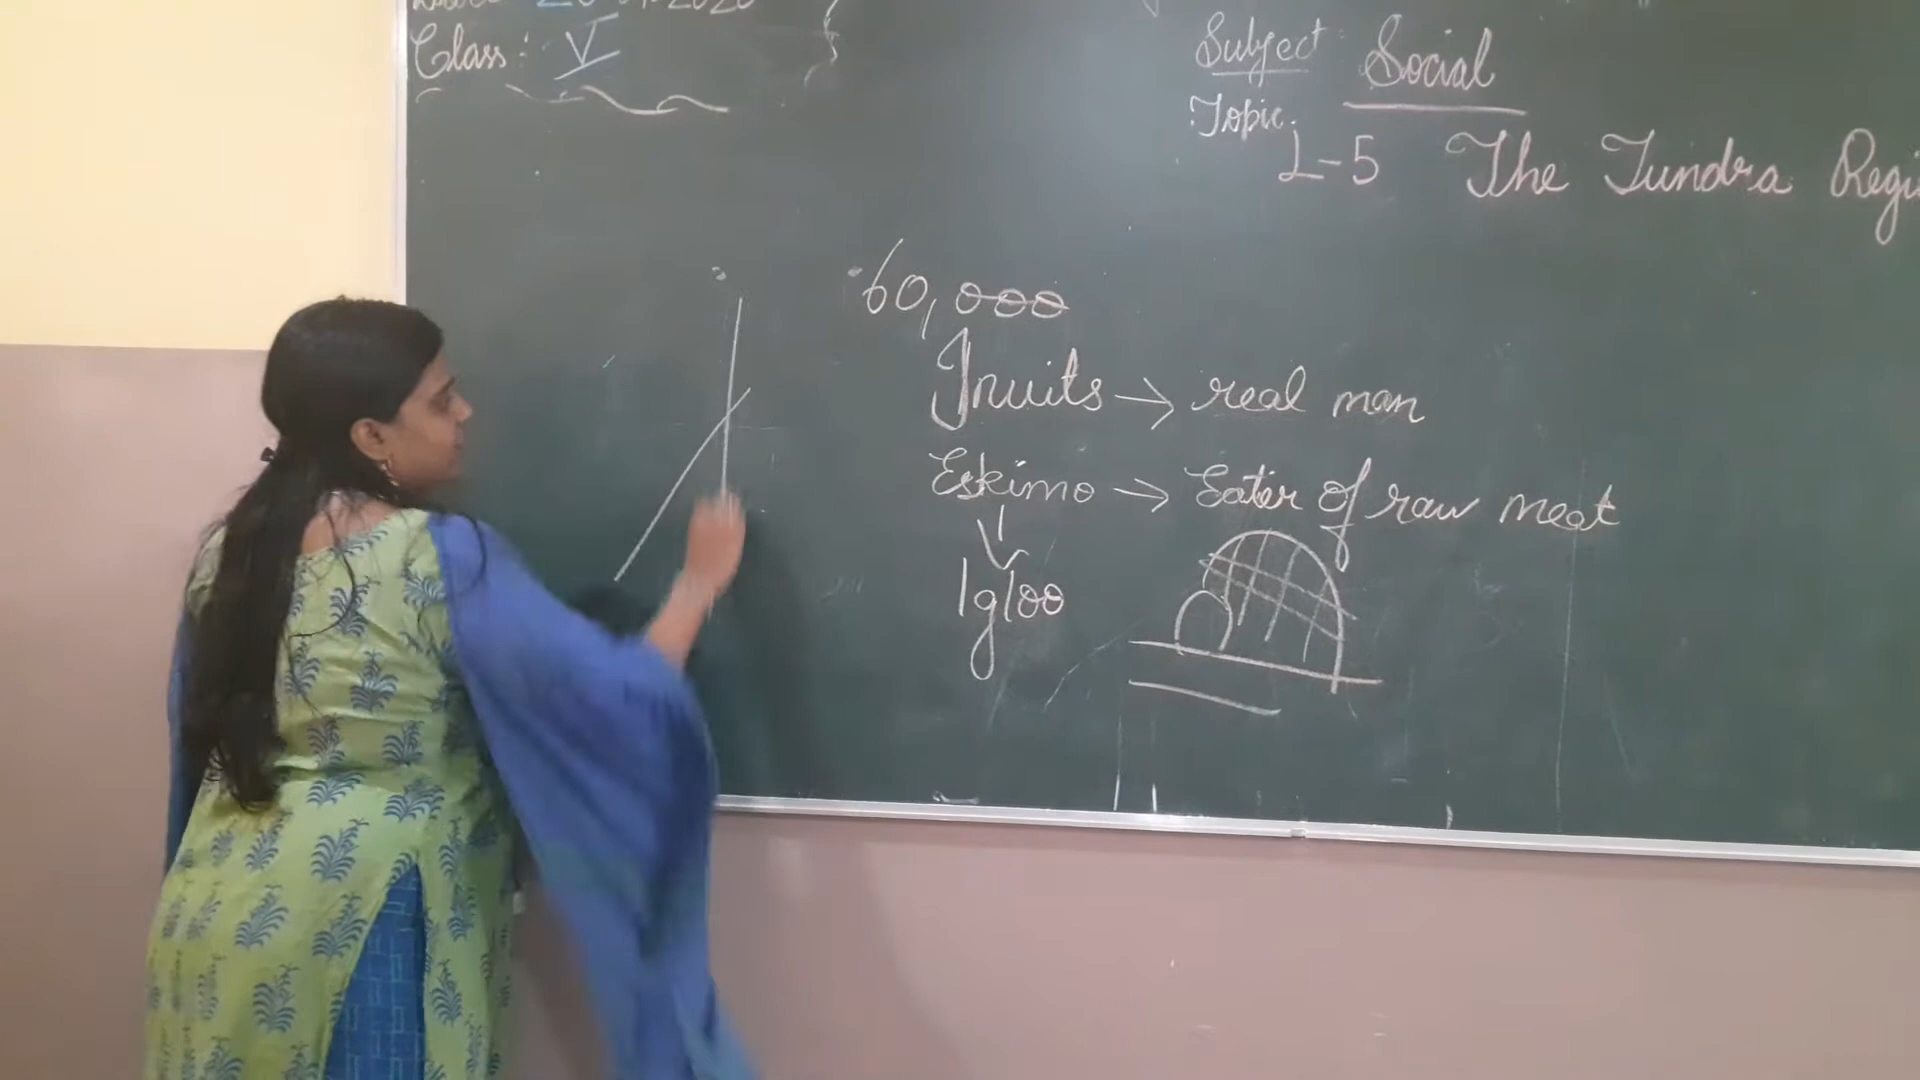 Class: V
Subject: Social
Topic:
L-5 The Tundra Regi
60,000
Inuits → real man
Eskimo → Eater of raw meat
Igloo